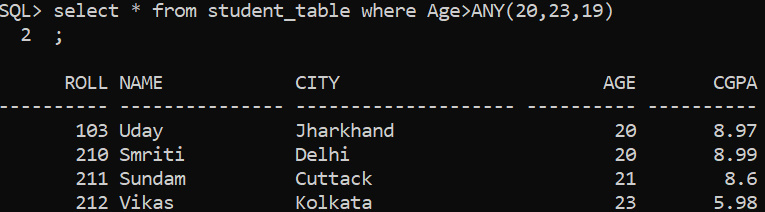 SQL> select * from student_table where Age>ANY(20,23,19)
  2  ;

      ROLL NAME            CITY                        AGE       CGPA
---------- --------------- -------------------- ---------- ----------
       103 Uday            Jharkhand                    20       8.97
       210 Smriti          Delhi                        20       8.99
       211 Sundam          Cuttack                      21        8.6
       212 Vikas           Kolkata                      23       5.98